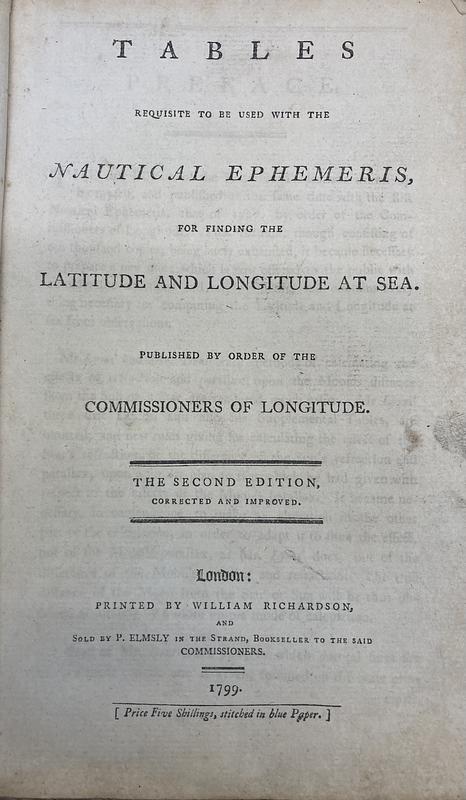 TABLES
REQUISITE TO BE USED WITH THE
NAUTICAL EPHEMERIS,
FOR FINDING THE
LATITUDE AND LONGITUDE AT SEA.
PUBLISHED BY ORDER OF THE
COMMISSIONERS OF LONGITUDE.
THE SECOND EDITION,
CORRECTED AND IMPROVED.
London:
PRINTED BY WILLIAM RICHARDSON,
AND
SOLD BY P. ELMSLY IN THE STRAND, BOOKSELLER TO THE SAID
COMMISSIONERS.
1799.
[ Price Five Shillings, stitched in blue Paper. ]